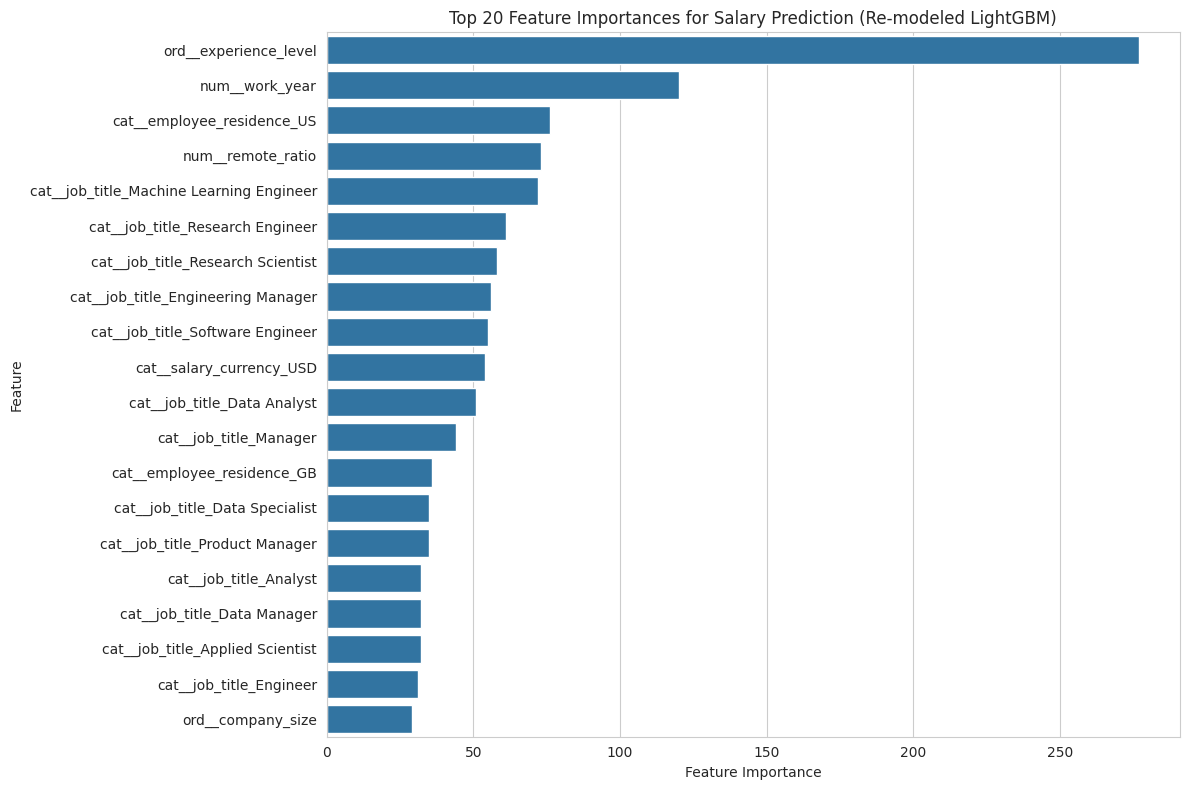 Top 20 Feature Importances for Salary Prediction (Re-modeled LightGBM)
ord__experience_level
num__work_year
cat__employee_residence_US
num__remote_ratio
cat__job_title_Machine Learning Engineer
cat__job_title_Research Engineer
cat__job_title_Research Scientist
cat__job_title_Engineering Manager
cat__job_title_Software Engineer
cat__salary_currency_USD
cat__job_title_Data Analyst
cat__job_title_Manager
cat__employee_residence_GB
cat__job_title_Data Specialist
cat__job_title_Product Manager
cat__job_title_Analyst
cat__job_title_Data Manager
cat__job_title_Applied Scientist
cat__job_title_Engineer
ord__company_size
Feature
0 50 100 150 200 250
Feature Importance